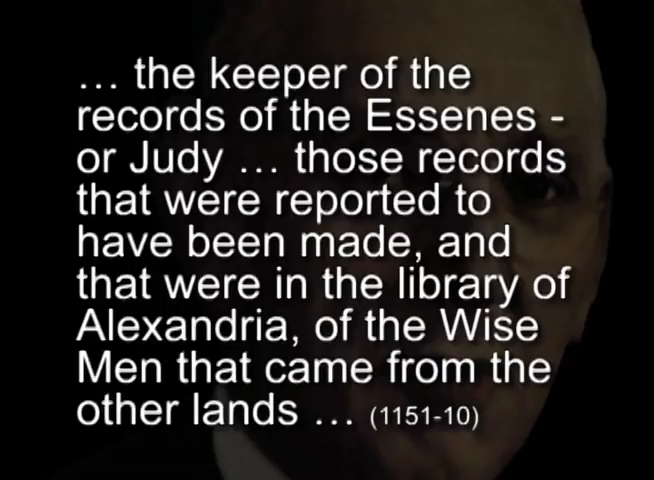 ... the keeper of the
records of the Essenes -
or Judy ... those records
that were reported to
have been made, and
that were in the library of
Alexandria, of the Wise
Men that came from the
other lands ... (1151-10)